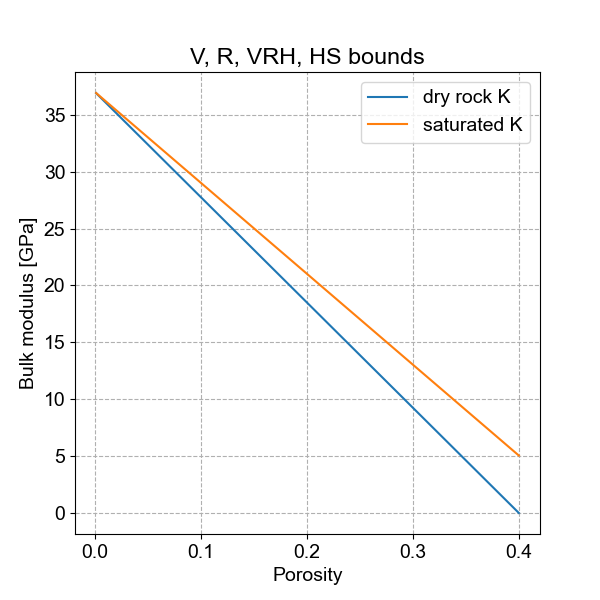 V, R, VRH, HS bounds
dry rock K
saturated K
Bulk modulus [GPa]
35
30
25
20
15
10
5
0
0.0 0.1 0.2 0.3 0.4
Porosity